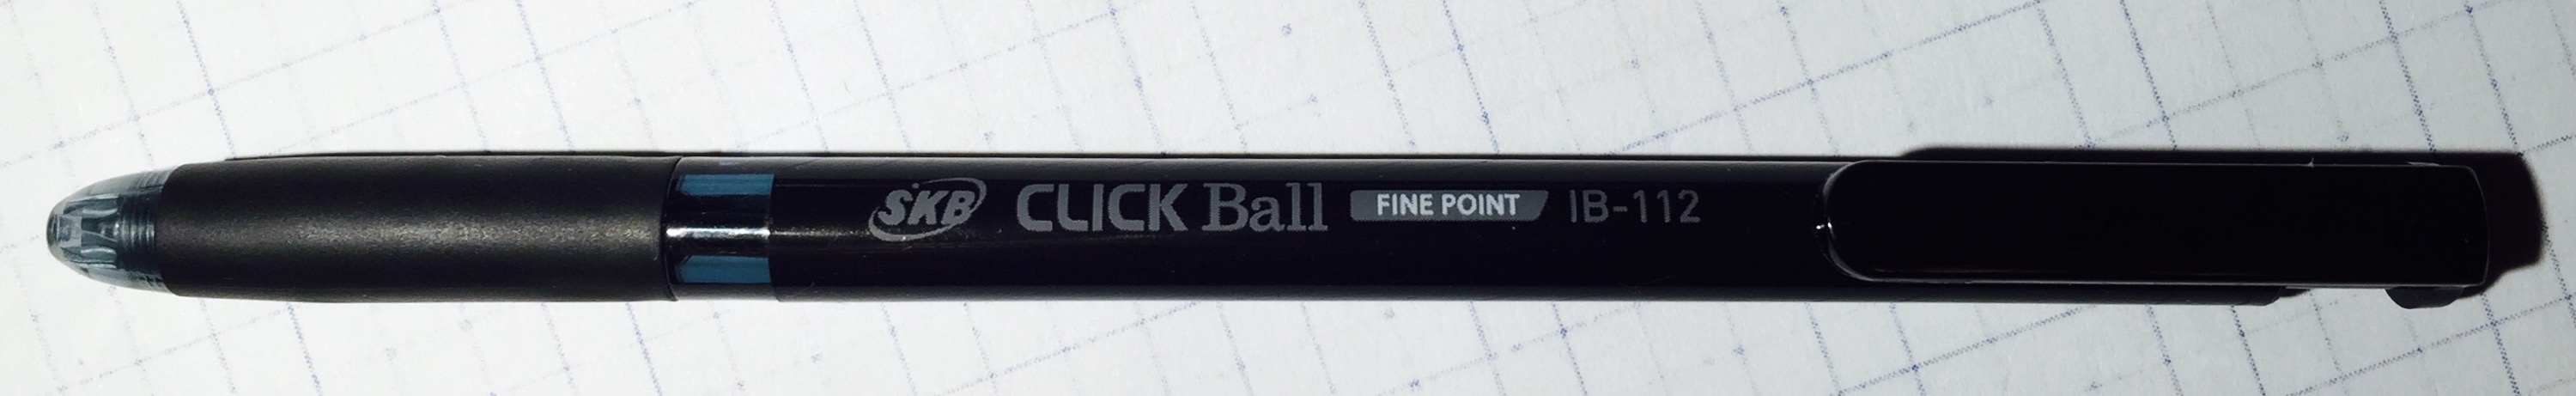 SKB CLICK Ball FINE POINT IB-112